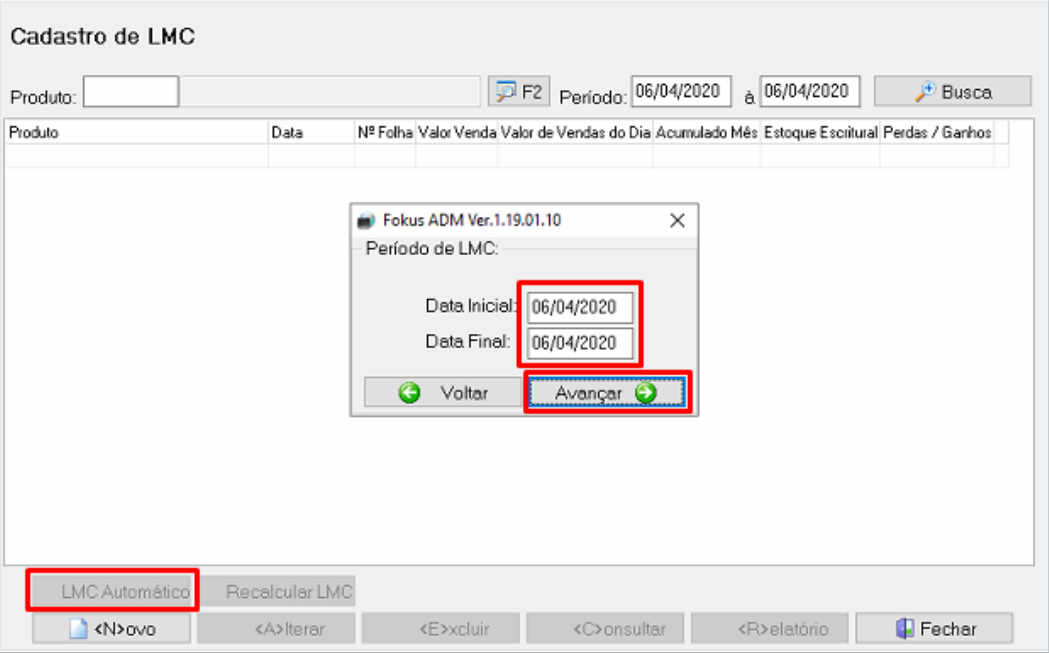 Cadastro de LMC
Produto: F2 Período: 06/04/2020 à 06/04/2020 Busca
Produto Data Nº Folha Valor Venda Valor de Vendas do Dia Acumulado Mês Estoque Escritural Perdas / Ganhos
Fokus ADM Ver.1.19.01.10
Período de LMC:
Data Inicial: 06/04/2020
Data Final: 06/04/2020
Voltar Avançar
LMC Automático Recalcular LMC
<N>ovo <A>lterar <E>xcluir <C>onsultar <R>elatório Fechar